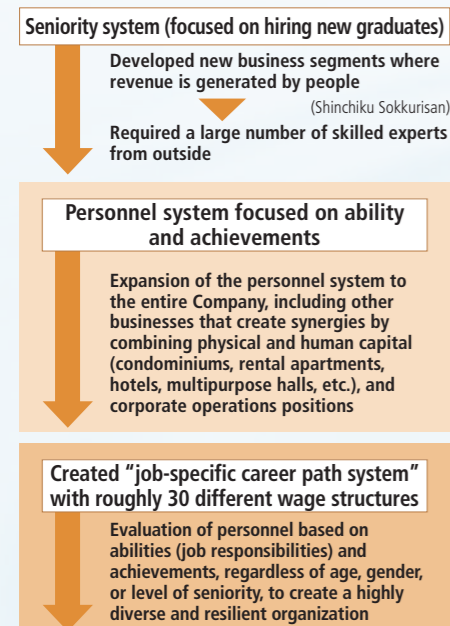 Seniority system (focused on hiring new graduates)
Developed new business segments where
revenue is generated by people
(Shinchiku Sokkurisan)
Required a large number of skilled experts
from outside
Personnel system focused on ability
and achievements
Expansion of the personnel system to
the entire Company, including other
businesses that create synergies by
combining physical and human capital
(condominiums, rental apartments,
hotels, multipurpose halls, etc.), and
corporate operations positions
Created “job-specific career path system”
with roughly 30 different wage structures
Evaluation of personnel based on
abilities (job responsibilities) and
achievements, regardless of age, gender,
or level of seniority, to create a highly
diverse and resilient organization